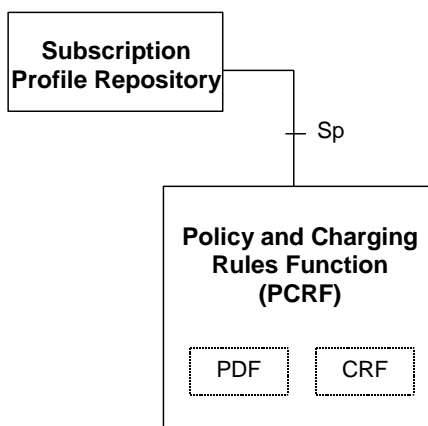 Subscription
Profile Repository
Sp
Policy and Charging
Rules Function
(PCRF)
PDF
CRF